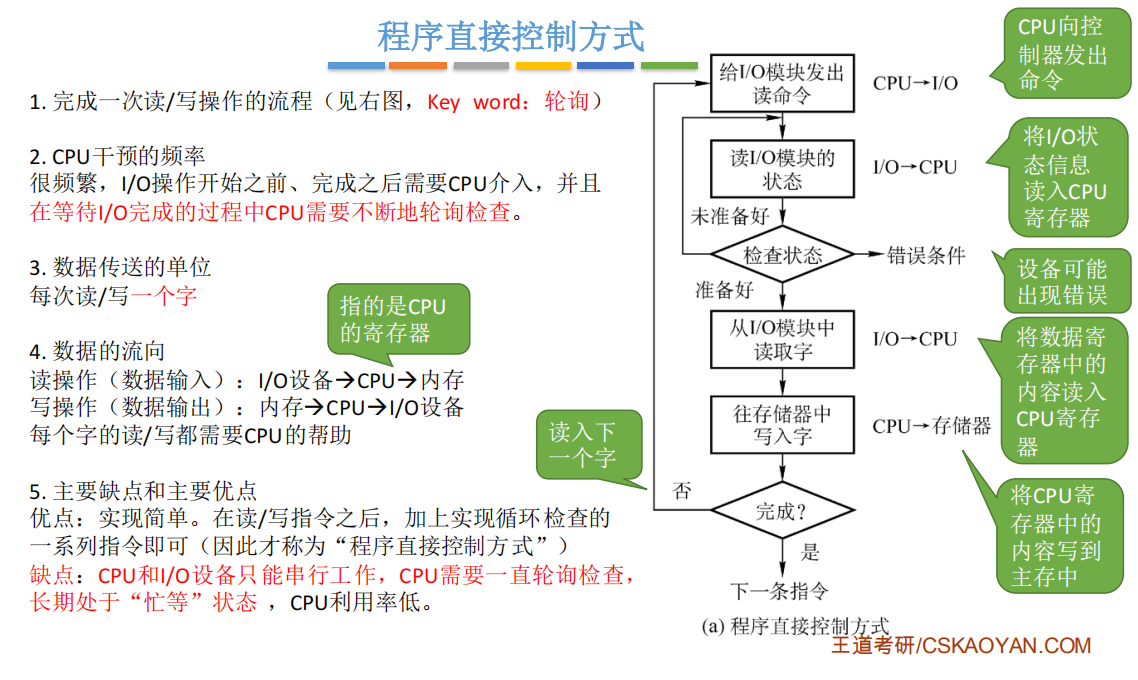 程序直接控制方式
1. 完成一次读/写操作的流程（见右图，Key word：轮询）
2. CPU干预的频率
很频繁，I/O操作开始之前、完成之后需要CPU介入，并且
在等待I/O完成的过程中CPU需要不断地轮询检查。
3. 数据传送的单位
每次读/写一个字
指的是CPU
的寄存器
4. 数据的流向
读操作（数据输入）：I/O设备→CPU→内存
写操作（数据输出）：内存→CPU→I/O设备
每个字的读/写都需要CPU的帮助
5. 主要缺点和主要优点
优点：实现简单。在读/写指令之后，加上实现循环检查的
一系列指令即可（因此才称为“程序直接控制方式”）
缺点：CPU和I/O设备只能串行工作，CPU需要一直轮询检查，
长期处于“忙等”状态 ，CPU利用率低。
给I/O模块发出
读命令
CPU→I/O
CPU向控
制器发出
命令
读I/O模块的
状态
I/O→CPU
将I/O状
态信息
读入CPU
寄存器
未准备好
检查状态
错误条件
设备可能
出现错误
准备好
从I/O模块中
读取字
I/O→CPU
将数据寄
存器中的
内容读入
CPU寄存
器
往存储器中
写入字
CPU→存储器
将CPU寄
存器中的
内容写到
主存中
读入下
一个字
否
完成？
是
下一条指令
(a) 程序直接控制方式
王道考研/CSKAOYAN.COM